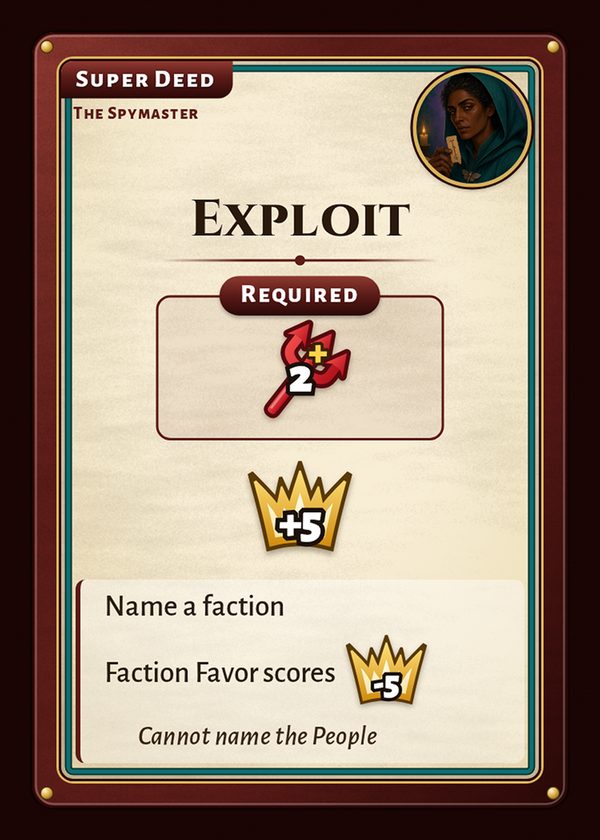 Super Deed
The Spymaster
Exploit
Required
+
2
+5
Name a faction
Faction Favor scores -5
Cannot name the People